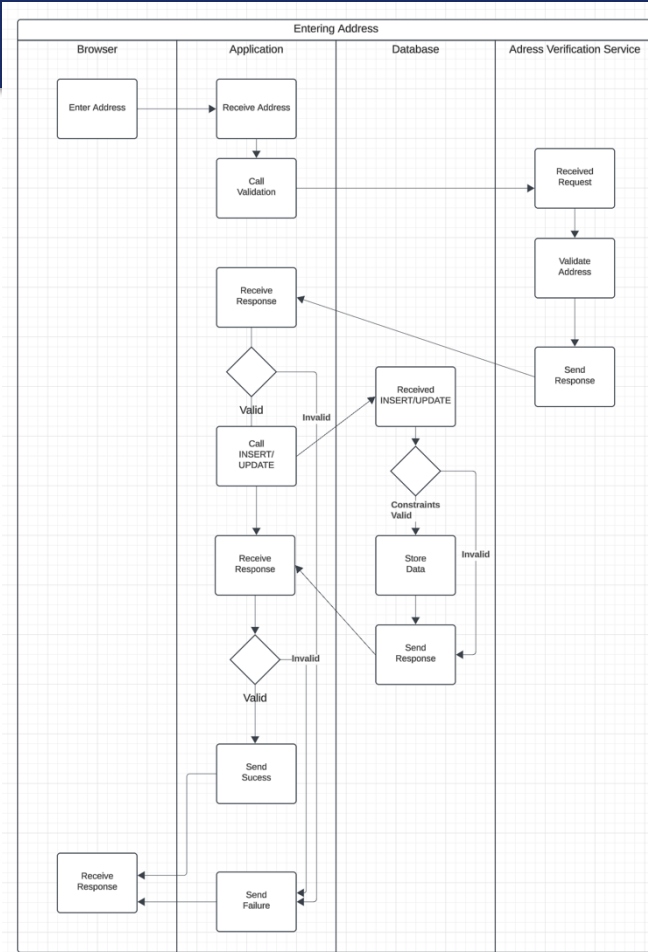 Entering Address
Browser
Application
Database
Adress Verification Service
Enter Address
Receive Address
Call
Validation
Received
Request
Validate
Address
Receive
Response
Send
Response
Valid
Invalid
Received
INSERT/UPDATE
Call
INSERT/
UPDATE
Constraints
Valid
Invalid
Receive
Response
Store
Data
Send
Response
Invalid
Valid
Send
Sucess
Receive
Response
Send
Failure